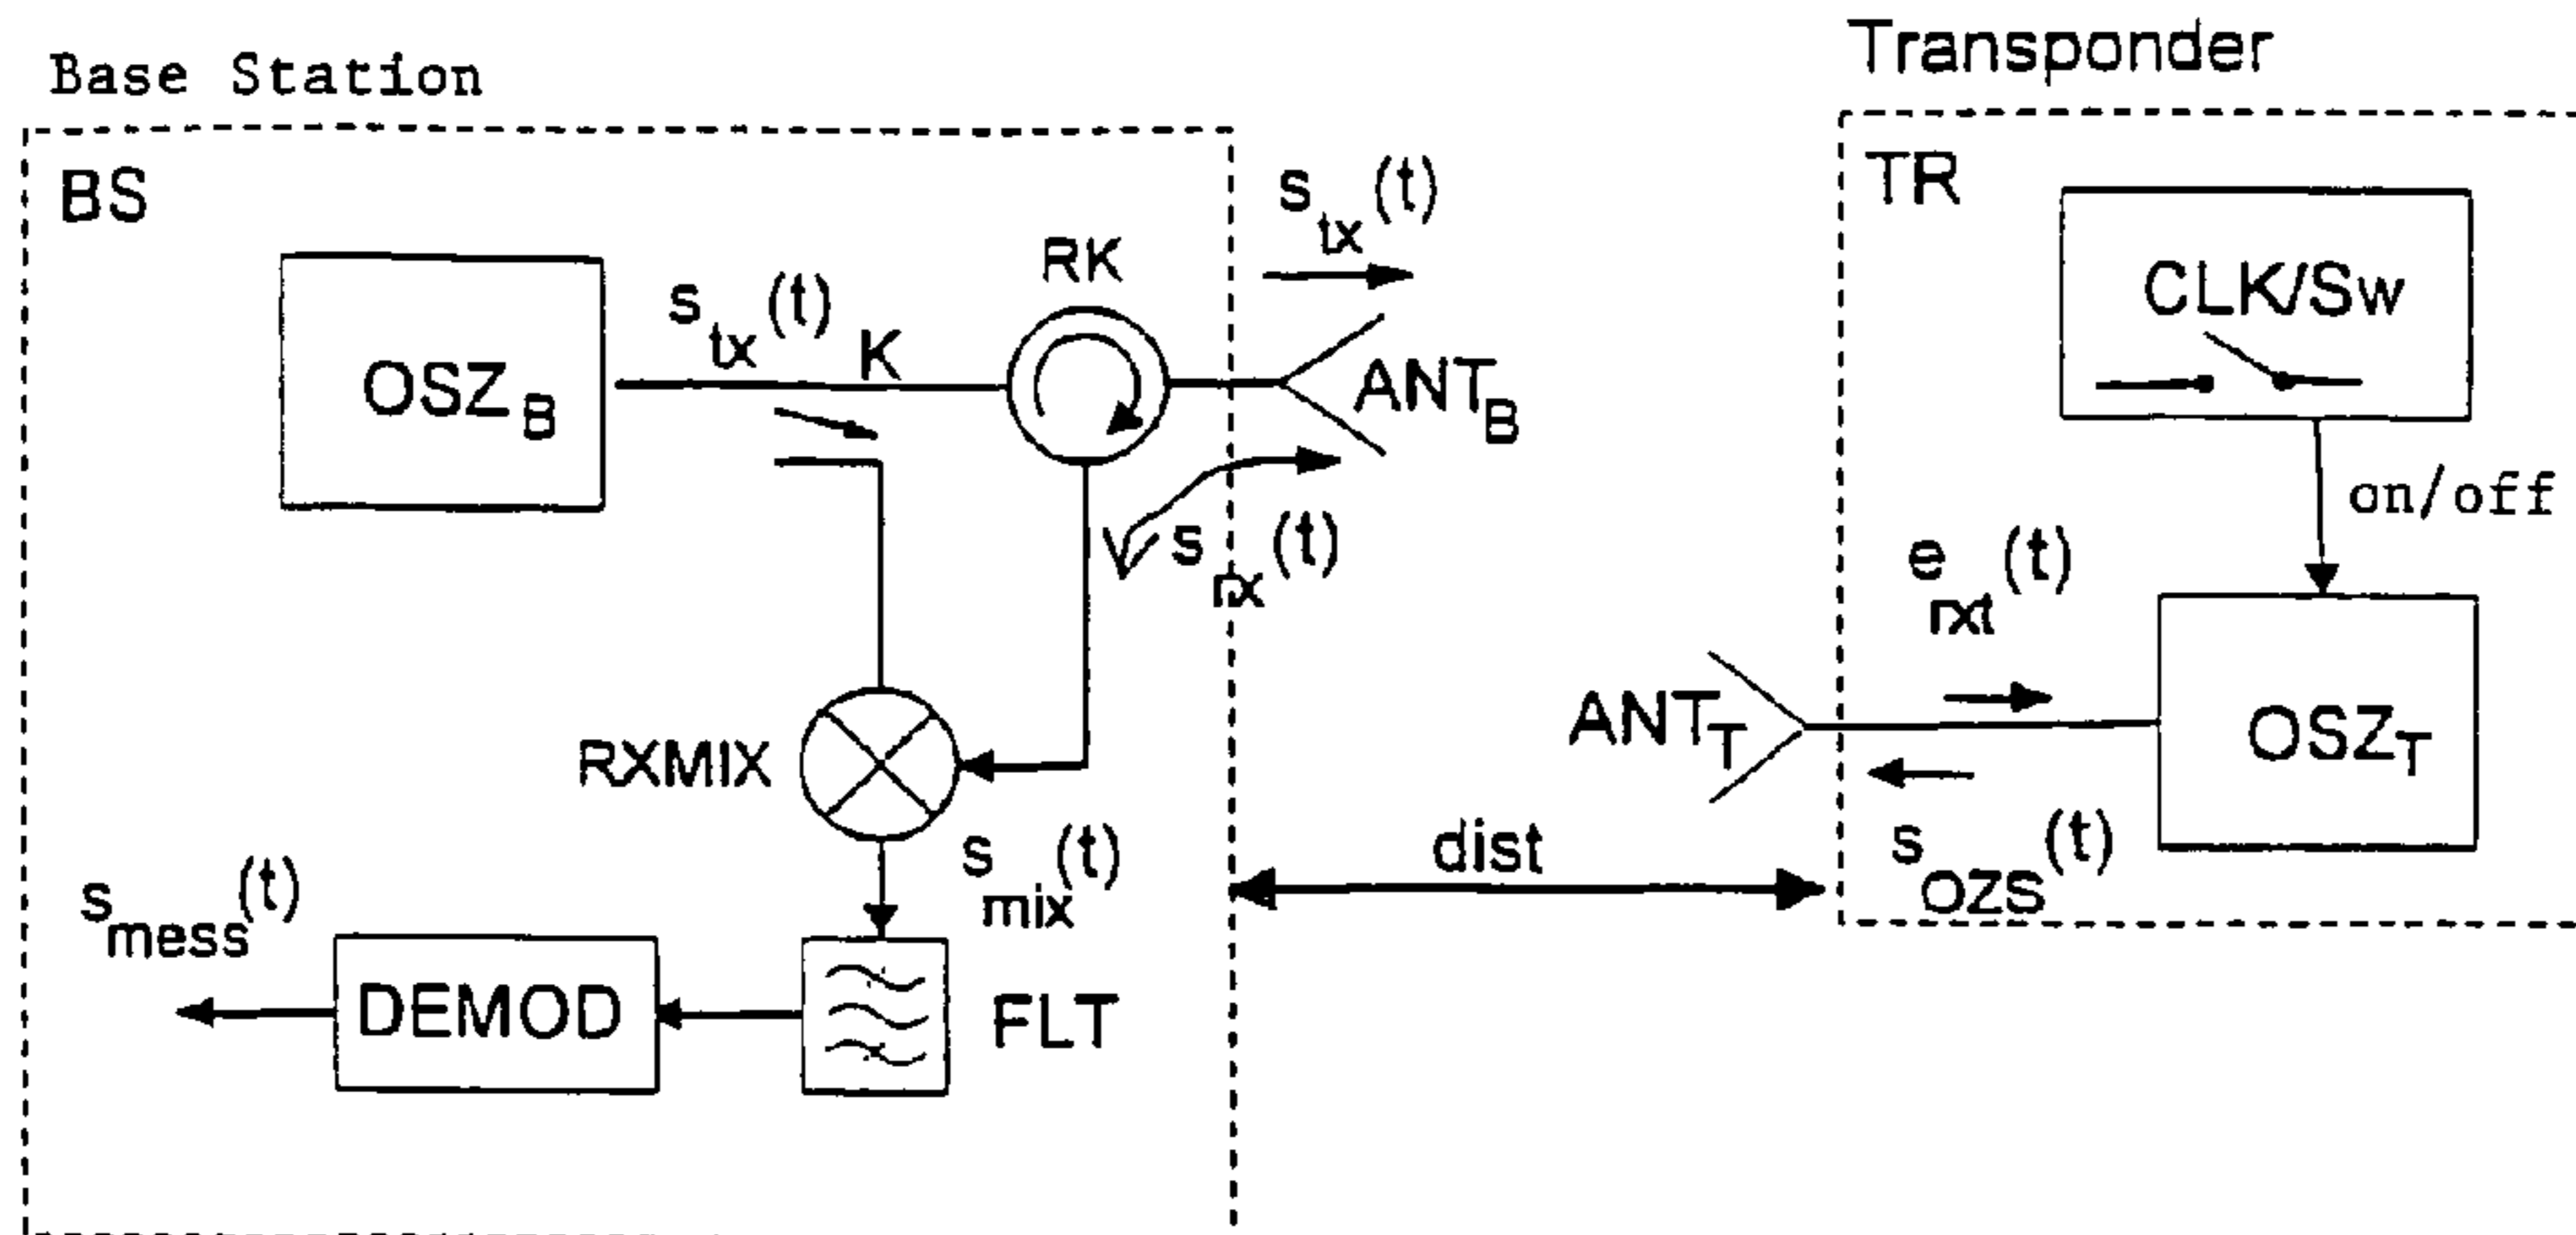 Base Station
Transponder
BS
OSZ_B
s_tx(t)
K
RK
s_tx(t)
ANT_B
s_rx(t)
RXMIX
s_mix(t)
FLT
DEMOD
s_mess(t)
dist
TR
CLK/Sw
on/off
e_rxt(t)
ANT_T
OSZ_T
s_OZS(t)